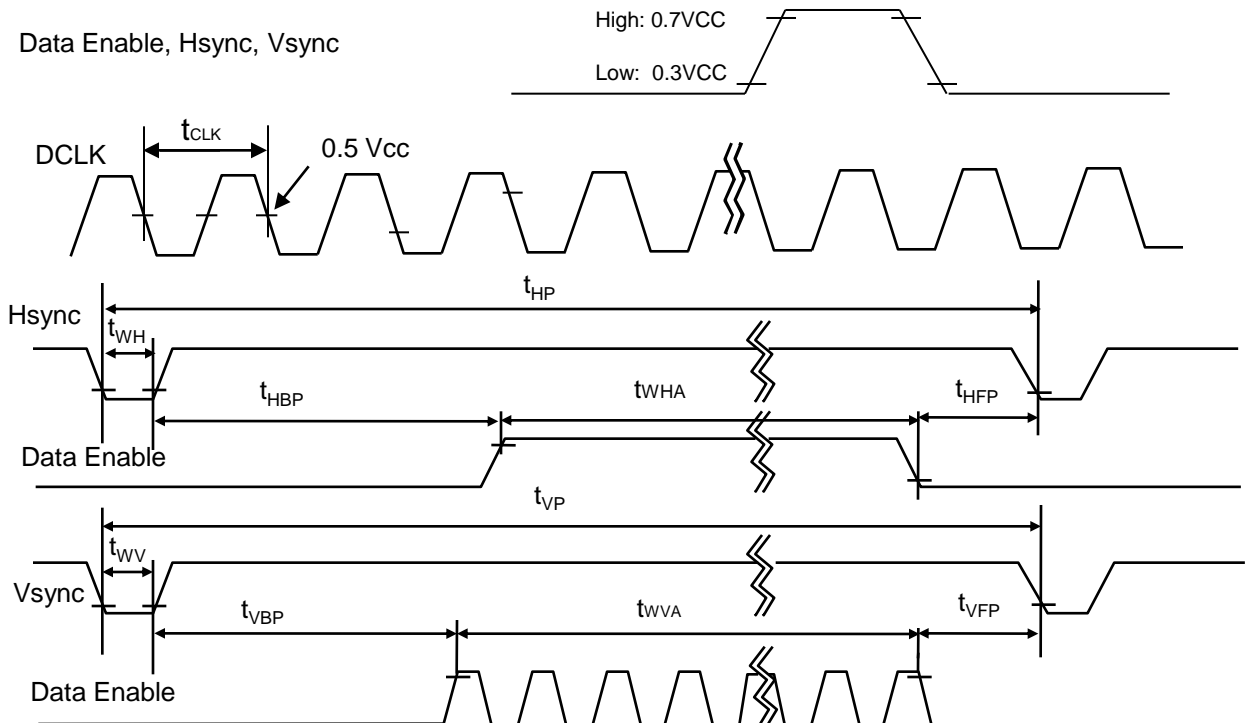 High: 0.7VCC
Data Enable, Hsync, Vsync
Low: 0.3VCC
tCLK
DCLK
0.5 Vcc
tHP
Hsync
tWH
tHBP
tWHA
tHFP
Data Enable
tVP
tWV
Vsync
tVBP
tWVA
tVFP
Data Enable